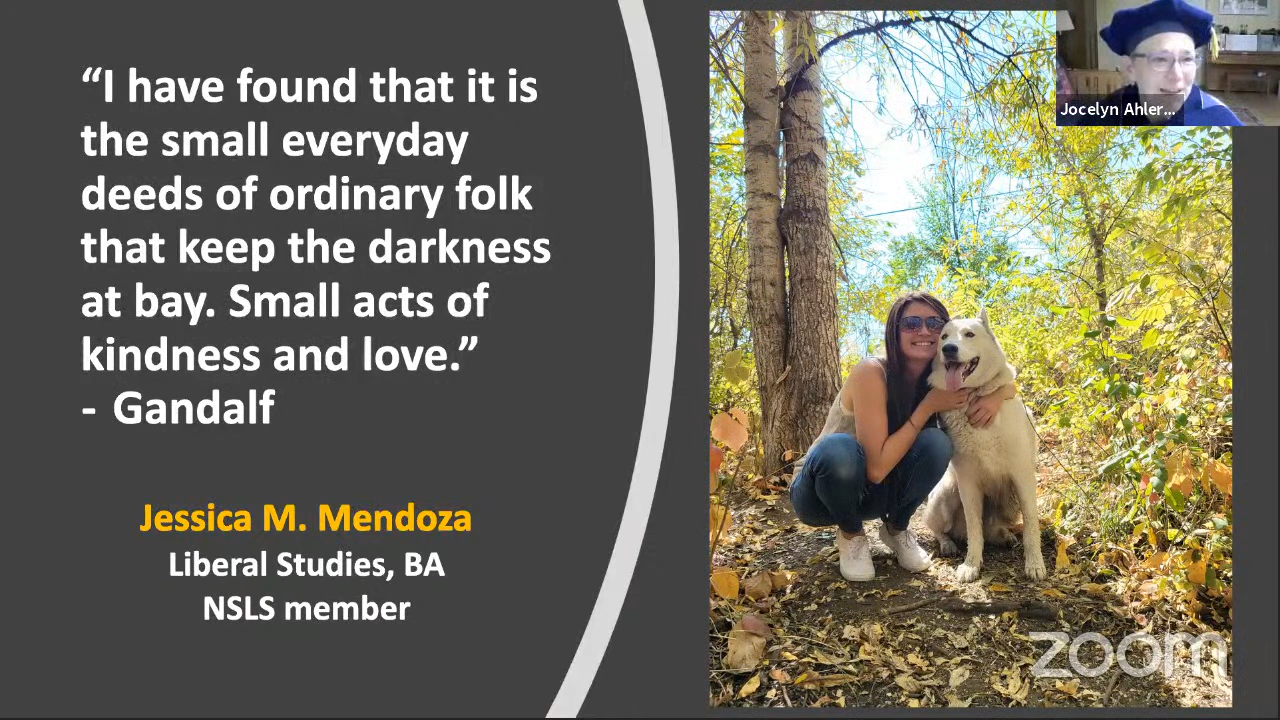 “I have found that it is
the small everyday
deeds of ordinary folk
that keep the darkness
at bay. Small acts of
kindness and love.”
- Gandalf
Jessica M. Mendoza
Liberal Studies, BA
NSLS member
Jocelyn Ahler...
zoom